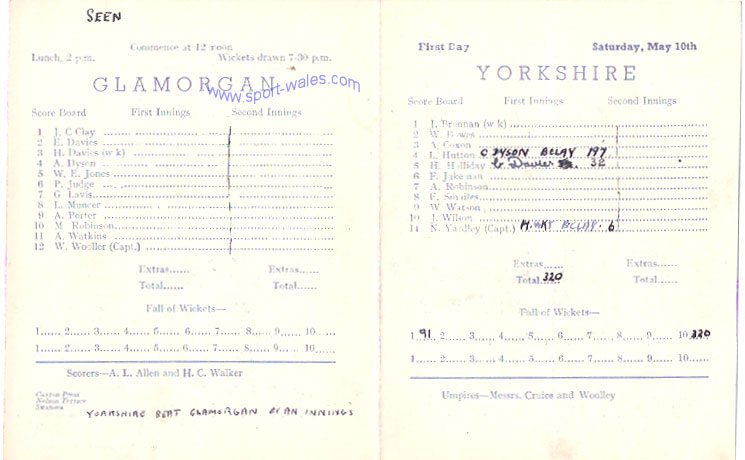 SEEN
Commence at 12 noon
Lunch, 2 p.m. Wickets drawn 7-30 p.m.
GLAMORGAN
www.sport-wales.com
Score Board First Innings Second Innings
1 J. C Clay
2 E. Davies
3 H. Davies (w k)
4 A. Dyson
5 W. E. Jones
6 P. Judge
7 G Lavis
8 L. Muncer
9 A. Porter
10 M Robinson
11 A. Watkins
12 W. Wooller (Capt.)
Extras...... Extras......
Total...... Total......
Fall of Wickets—
1...... 2...... 3...... 4...... 5...... 6...... 7...... 8...... 9...... 10......
1...... 2...... 3...... 4...... 5...... 6...... 7...... 8...... 9...... 10......
Scorers—A. L. Allen and H. C. Walker
Caxton Press
Nelson Terrace
Swansea
YORKSHIRE BEAT GLAMORGAN BY AN INNINGS
First Day Saturday, May 10th
YORKSHIRE
Score Board First Innings Second Innings
1 J. Brennan (w k)
2 W. Bowes
3 A. Coxon
4 L. Hutton C DYSON BCLAY 197
5 H. Halliday b Davies 32
6 F. Jakeman
7 A. Robinson
8 F. Smailes
9 W. Watson
10 J. Wilson
11 N. Yardley (Capt.) BCLAY. 6
Extras...... Extras......
Total...... 320 Total......
Fall of Wickets—
1 91 2...... 3...... 4...... 5...... 6...... 7...... 8...... 9...... 10 320
1...... 2...... 3...... 4...... 5...... 6...... 7...... 8...... 9...... 10......
Umpires—Messrs. Cruice and Woolley